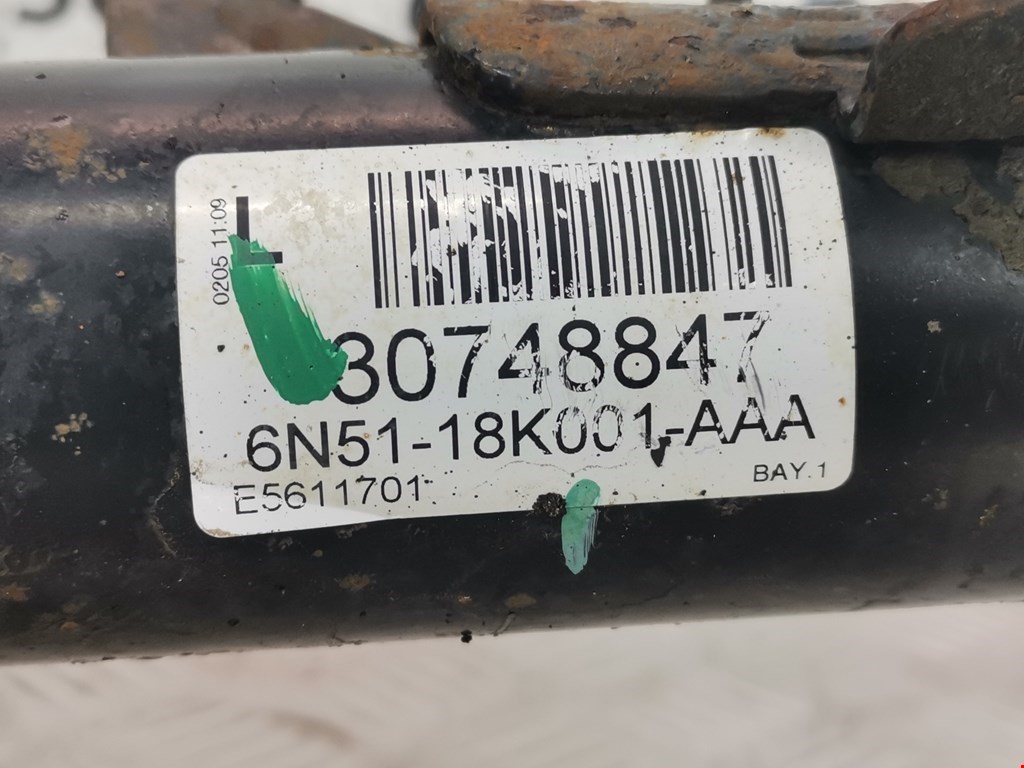 0205 11:09
L
30748847
6N51-18K001-AAA
E5611701
BAY.1